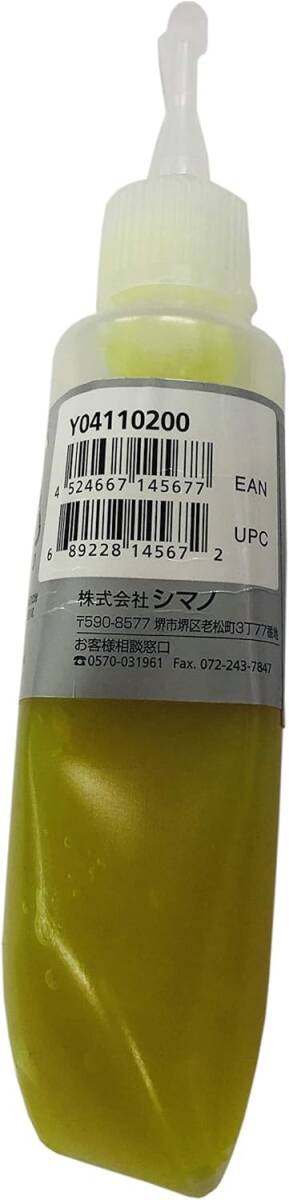 Y04110200
4 524667 145677 EAN
6 89228 14567 2 UPC
株式会社 シマノ
〒590-8577 堺市堺区老松町3丁77番地
お客様相談窓口
☎0570-031961 Fax. 072-243-7847